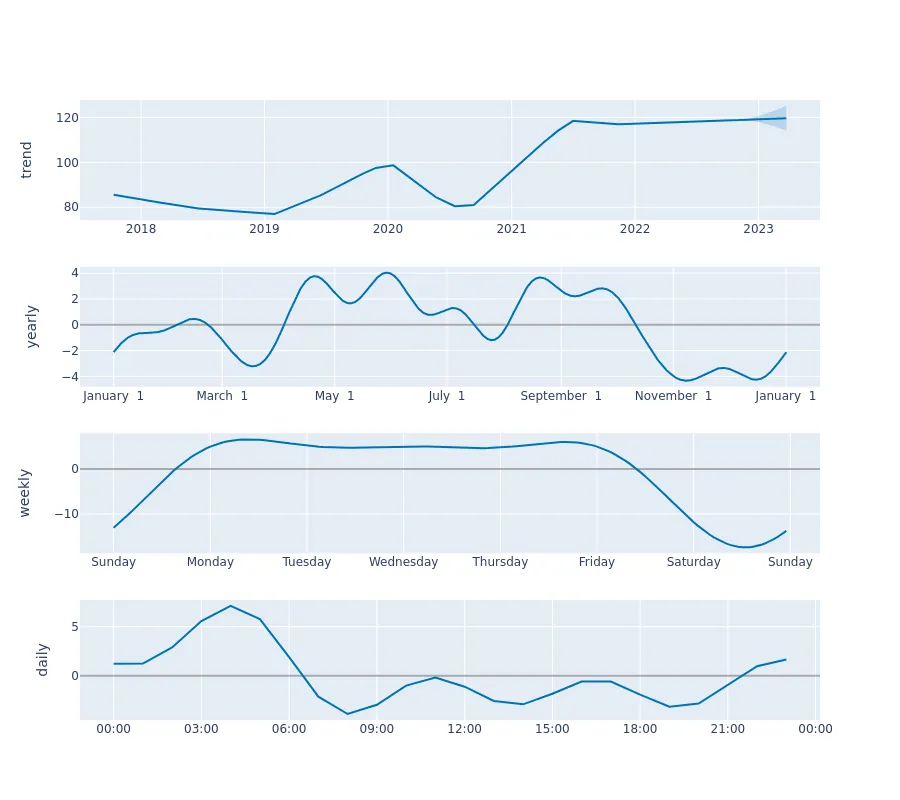 trend
120
100
80
2018 2019 2020 2021 2022 2023
yearly
4
2
0
−2
−4
January 1 March 1 May 1 July 1 September 1 November 1 January 1
weekly
0
−10
Sunday Monday Tuesday Wednesday Thursday Friday Saturday Sunday
daily
5
0
00:00 03:00 06:00 09:00 12:00 15:00 18:00 21:00 00:00